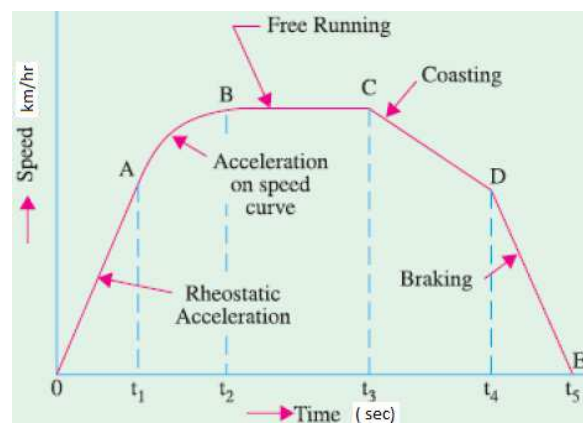 Free Running
Speed km/hr
A
B
C
Coasting
Acceleration
on speed
curve
D
Rheostatic
Acceleration
Braking
E
0
t1
t2
t3
t4
t5
Time ( sec)